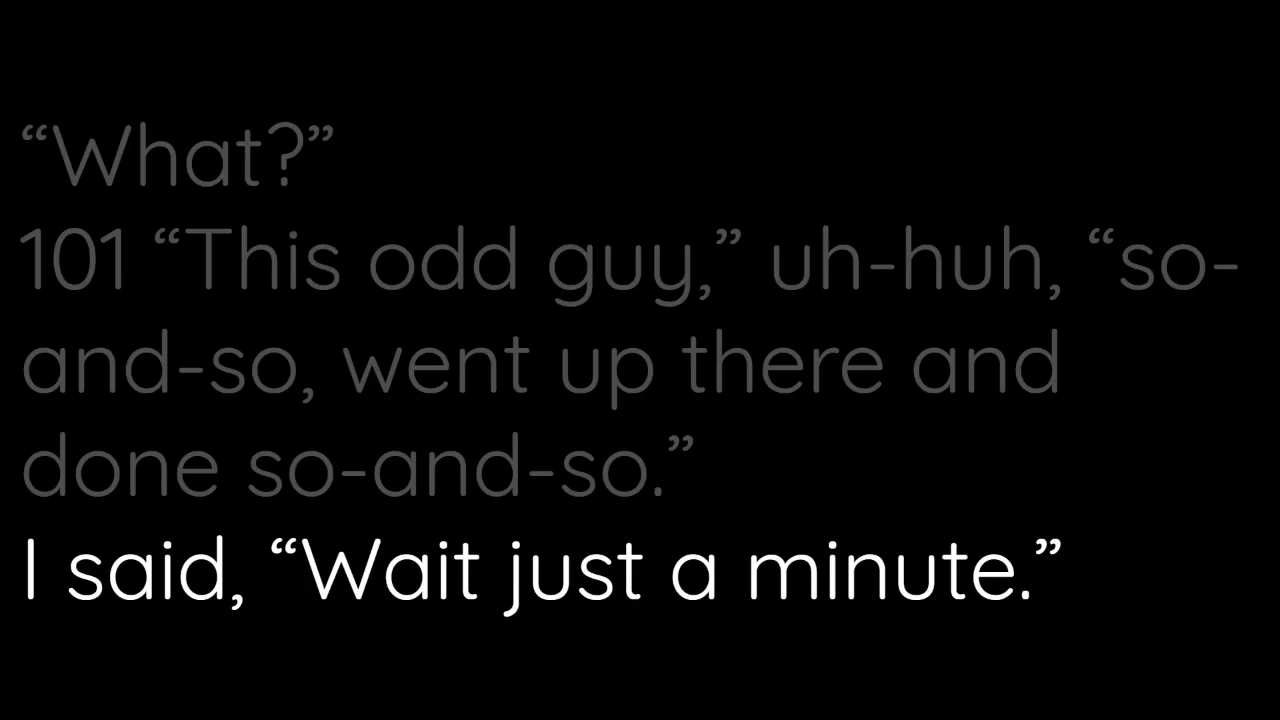 “What?”
101 “This odd guy,” uh-huh, “so-
and-so, went up there and
done so-and-so.”
I said, “Wait just a minute.”